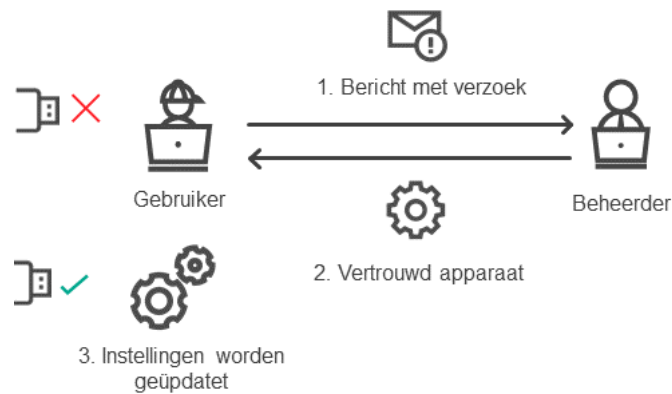 1. Bericht met verzoek
Gebruiker
Beheerder
2. Vertrouwd apparaat
3. Instellingen worden
geüpdatet